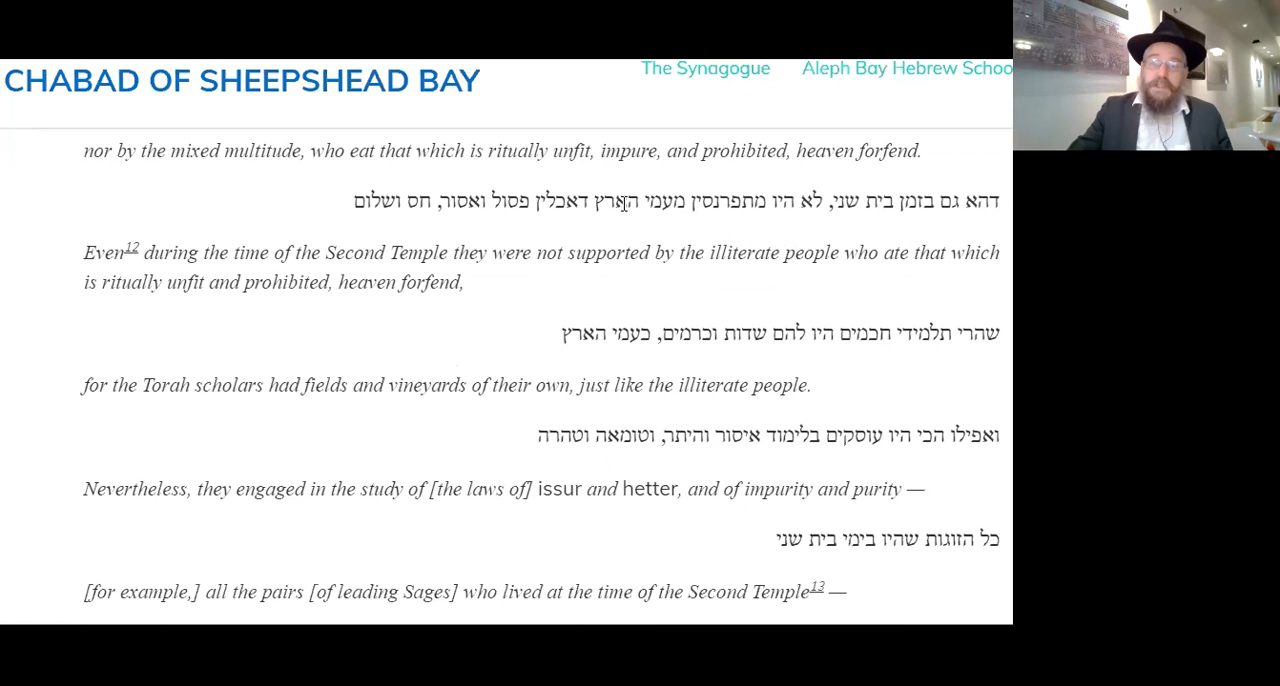 CHABAD OF SHEEPSHEAD BAY
The Synagogue Aleph Bay Hebrew Schoo
nor by the mixed multitude, who eat that which is ritually unfit, impure, and prohibited, heaven forfend.
דהא גם בזמן בית שני, לא היו מתפרנסין מעמי הארץ דאכלין פסול ואסור, חס ושלום
Even12 during the time of the Second Temple they were not supported by the illiterate people who ate that which
is ritually unfit and prohibited, heaven forfend,
שהרי תלמידי חכמים היו להם שדות וכרמים, כעמי הארץ
for the Torah scholars had fields and vineyards of their own, just like the illiterate people.
ואפילו הכי היו עוסקים בלימוד איסור והיתר, וטומאה וטהרה
Nevertheless, they engaged in the study of [the laws of] issur and hetter, and of impurity and purity —
כל הזוגות שהיו בימי בית שני
[for example,] all the pairs [of leading Sages] who lived at the time of the Second Temple13 —